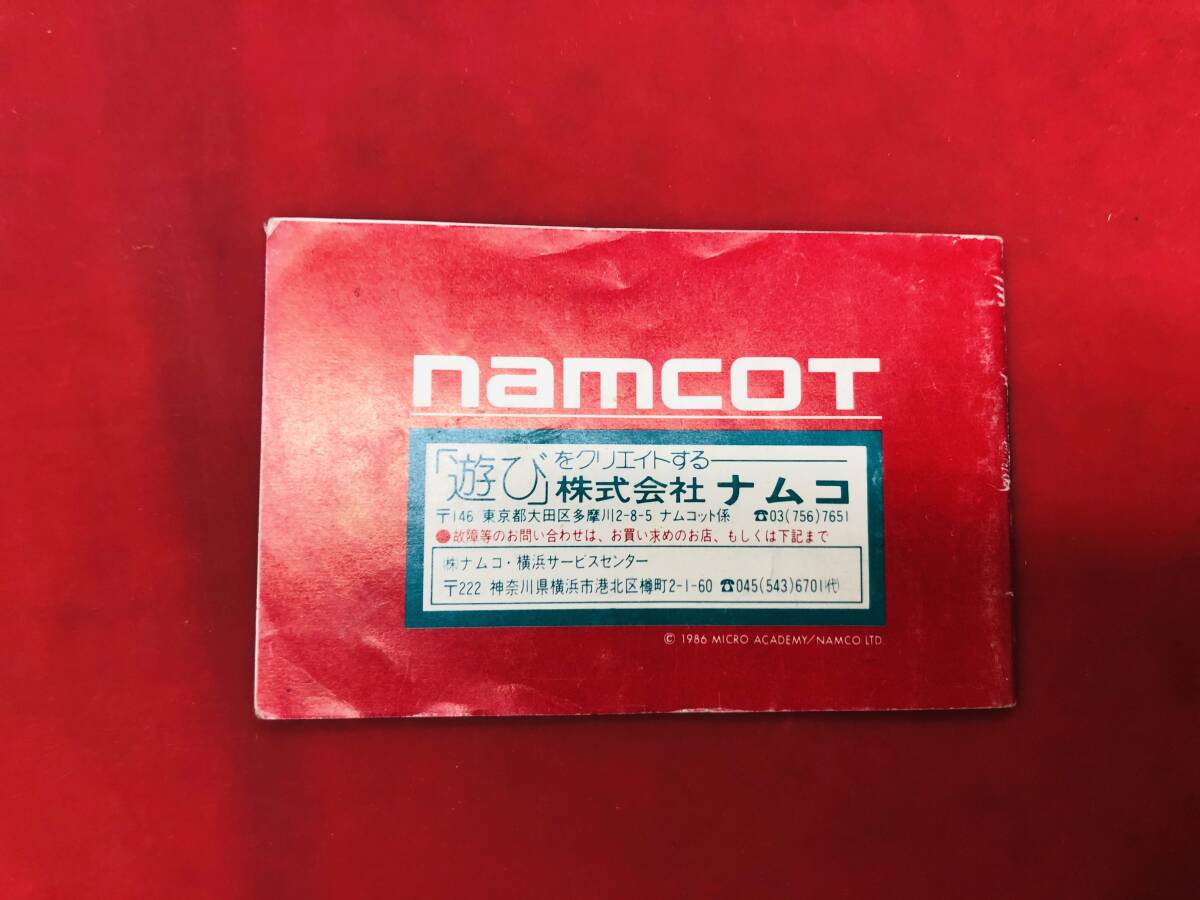 namcoT
「遊び」をクリエイトする
株式会社 ナムコ
〒146 東京都大田区多摩川2-8-5 ナムコット係 ☎03(756)7651
●故障等のお問い合わせは、お買い求めのお店、もしくは下記まで
㈱ナムコ・横浜サービスセンター
〒222 神奈川県横浜市港北区樽町2-1-60 ☎045(543)6701㈹
© 1986 MICRO ACADEMY/NAMCO LTD.